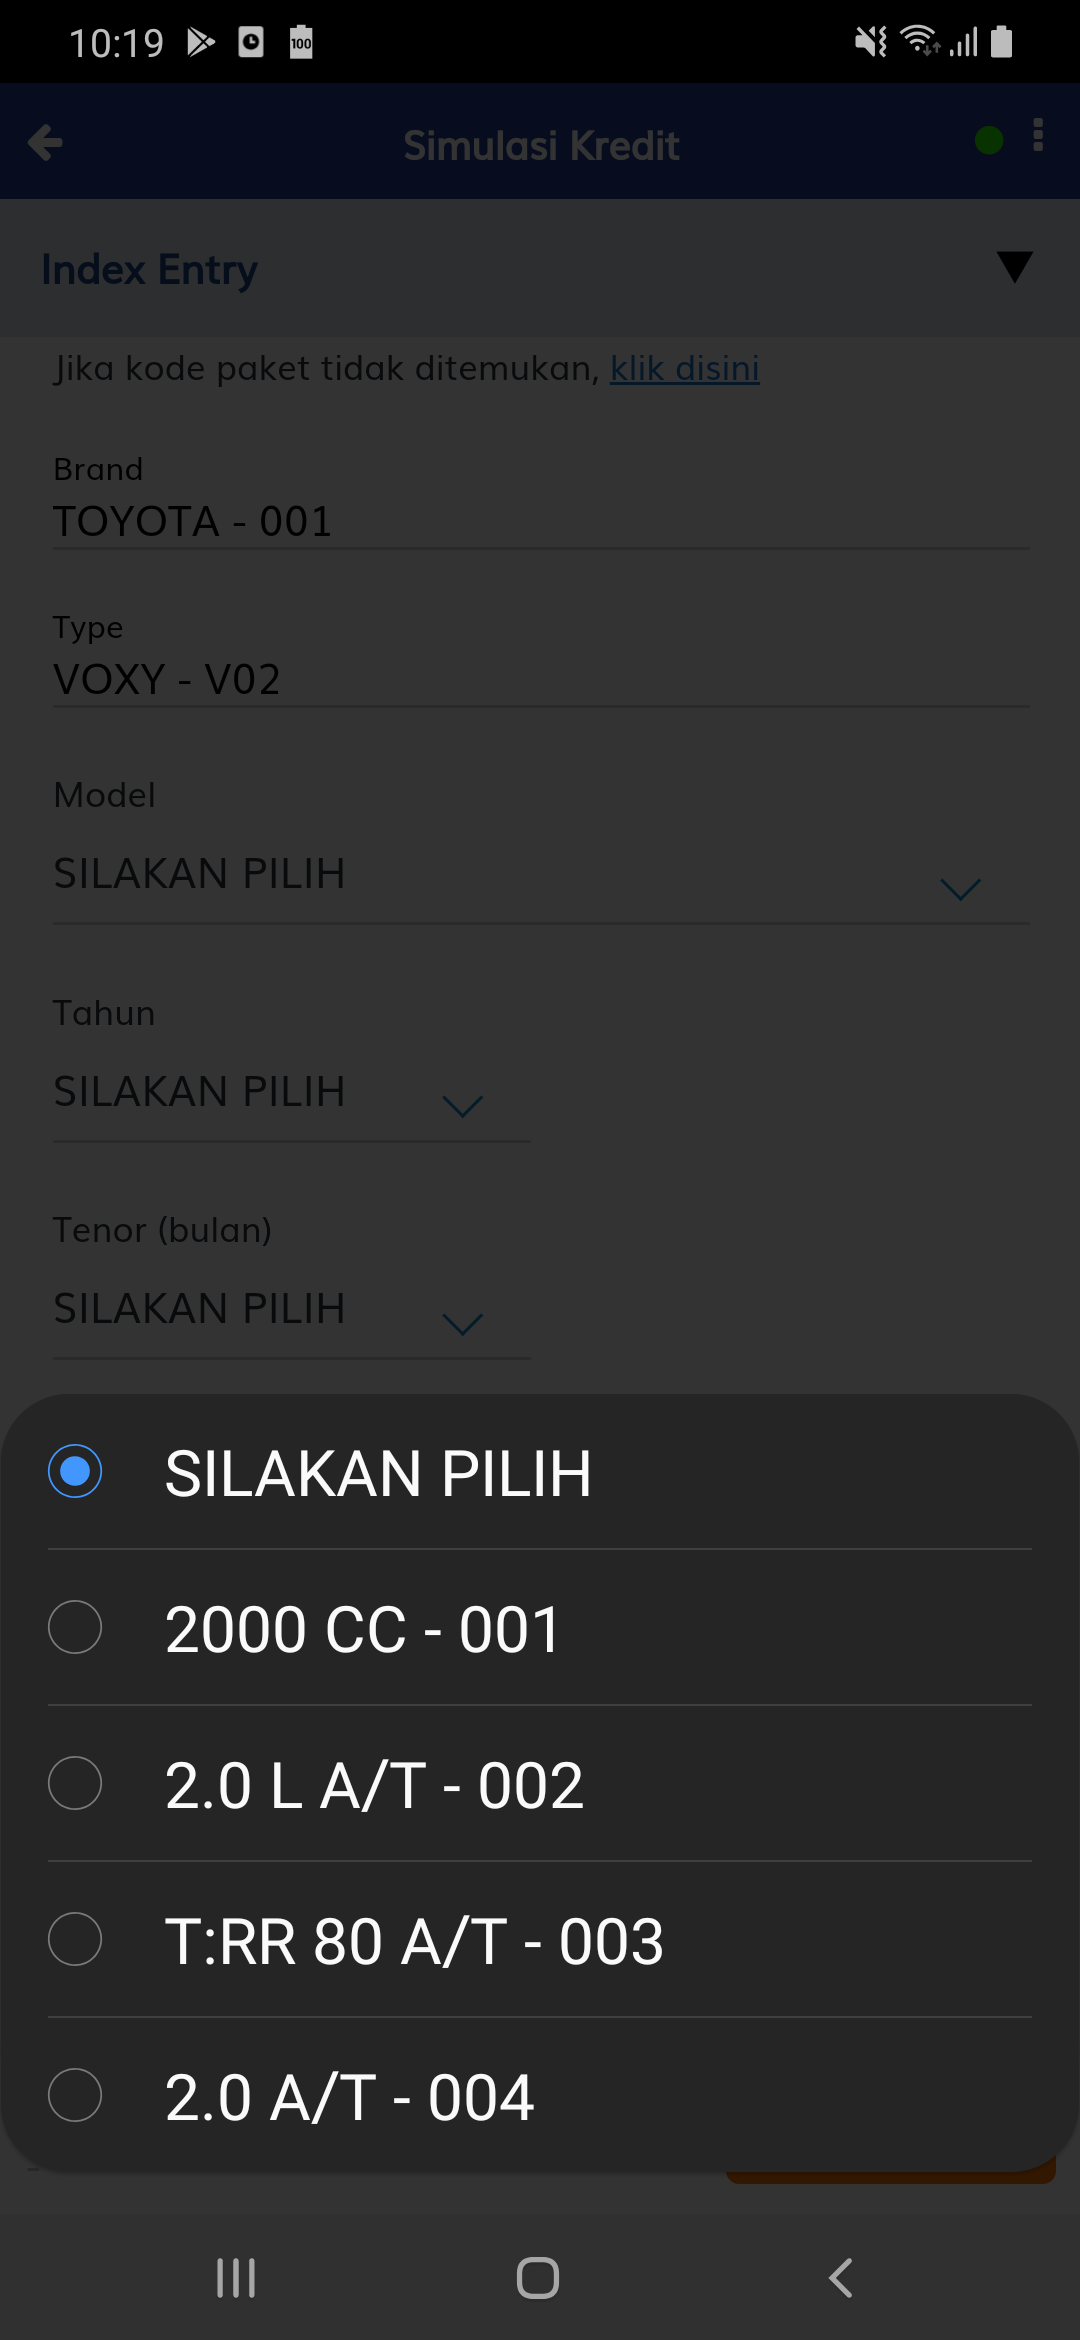 10:19
100
Simulasi Kredit
Index Entry
Jika kode paket tidak ditemukan, klik disini
Brand
TOYOTA - 001
Type
VOXY - V02
Model
SILAKAN PILIH
Tahun
SILAKAN PILIH
Tenor (bulan)
SILAKAN PILIH
SILAKAN PILIH
2000 CC - 001
2.0 L A/T - 002
T:RR 80 A/T - 003
2.0 A/T - 004